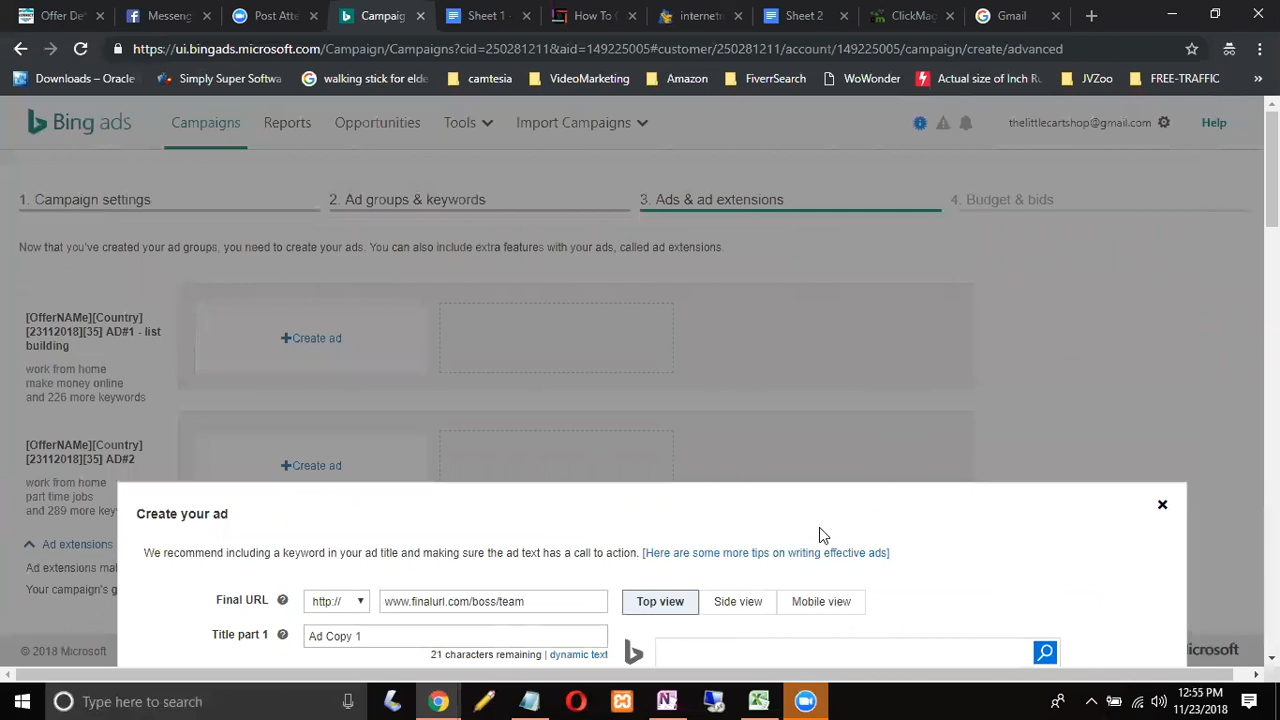 Offer De
Messeng
Post Atte
Campaig
Sheet 1
How To C
internetm
Sheet 2
ClickMag
Gmail
https://ui.bingads.microsoft.com/Campaign/Campaigns?cid=250281211&aid=149225005#customer/250281211/account/149225005/campaign/create/advanced
Downloads – Oracle
Simply Super Softwa
walking stick for elde
camtesia
VideoMarketing
Amazon
FiverrSearch
WoWonder
Actual size of Inch Ru
JVZoo
FREE-TRAFFIC
»
Bing ads
Campaigns
Reports
Opportunities
Tools
Import Campaigns
thelittlecartshop@gmail.com
Help
1. Campaign settings
2. Ad groups & keywords
3. Ads & ad extensions
4. Budget & bids
Now that you've created your ad groups, you need to create your ads. You can also include extra features with your ads, called ad extensions.
[OfferNAMe][Country]
[23112018][35] AD#1 - list
building
work from home
make money online
and 226 more keywords
+Create ad
[OfferNAMe][Country]
[23112018][35] AD#2
work from home
part time jobs
and 289 more key
+Create ad
Ad extensions
Ad extensions mak
Your campaign's g
© 2018 Microsoft
icrosoft
Create your ad
We recommend including a keyword in your ad title and making sure the ad text has a call to action. [Here are some more tips on writing effective ads]
Final URL
http://
www.finalurl.com/boss/team
Top view
Side view
Mobile view
Title part 1
Ad Copy 1
21 characters remaining | dynamic text
Type here to search
12:55 PM
11/23/2018